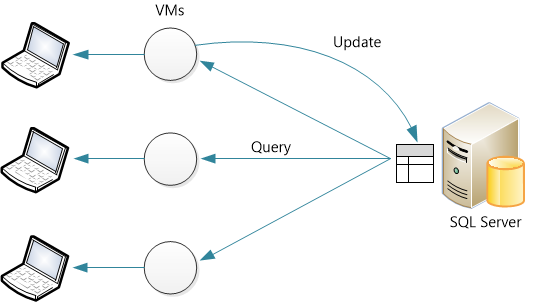 VMs
Update
Query
SQL Server